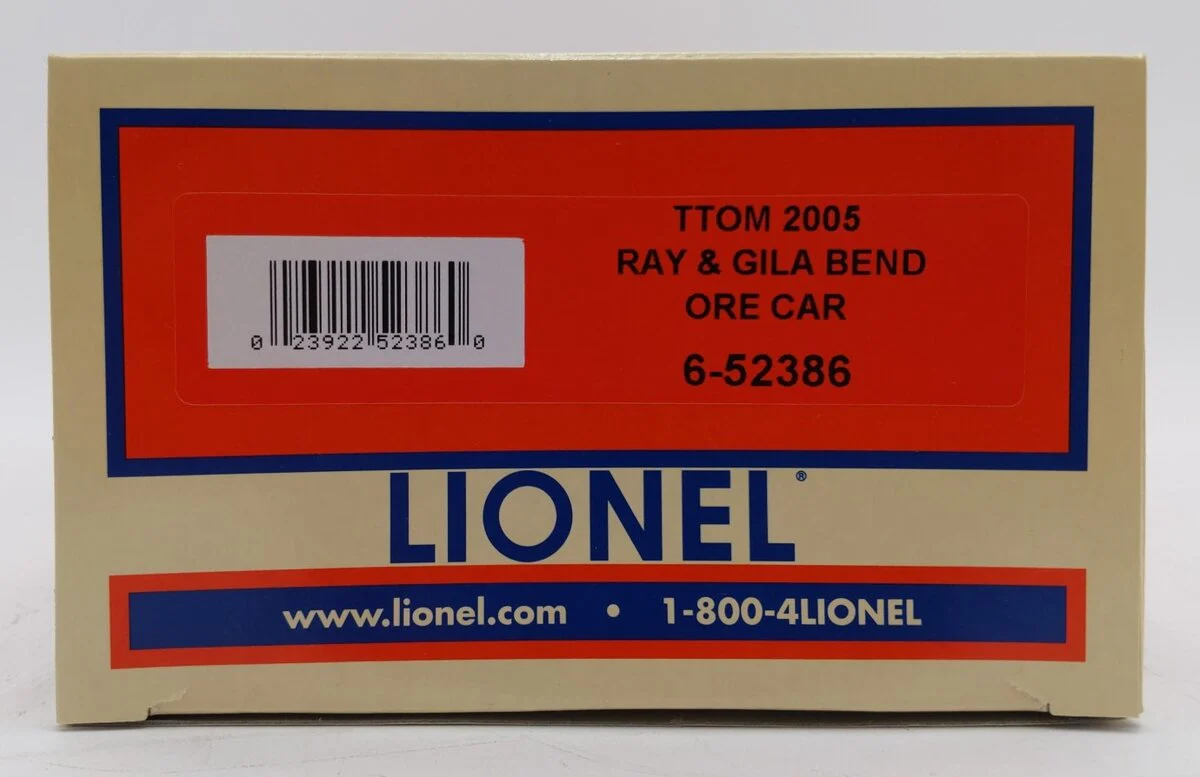 TTOM 2005
RAY & GILA BEND
ORE CAR
6-52386
0 23922 52386 0
LIONEL®
www.lionel.com • 1-800-4LIONEL